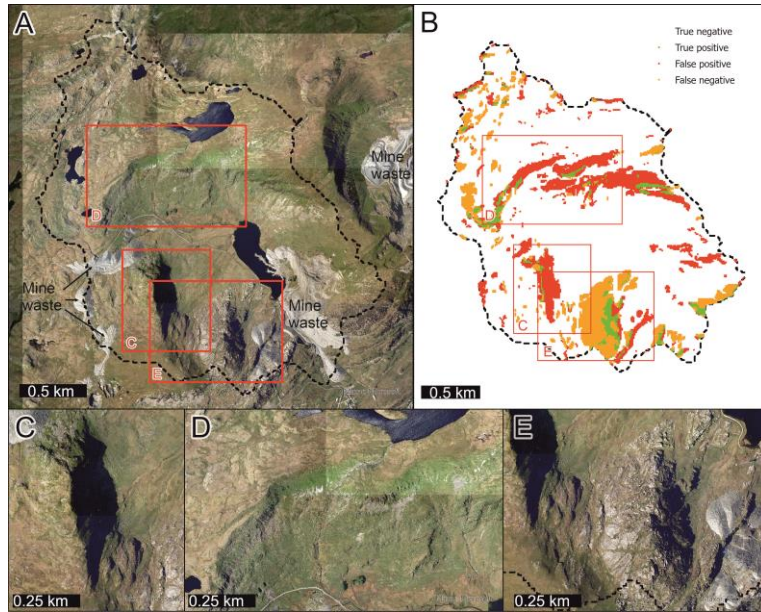 A
Mine
waste
D
Mine
waste
Mine
waste
C
E
0.5 km
B
True negative
True positive
False positive
False negative
D
C
E
0.5 km
C
0.25 km
D
0.25 km
E
0.25 km